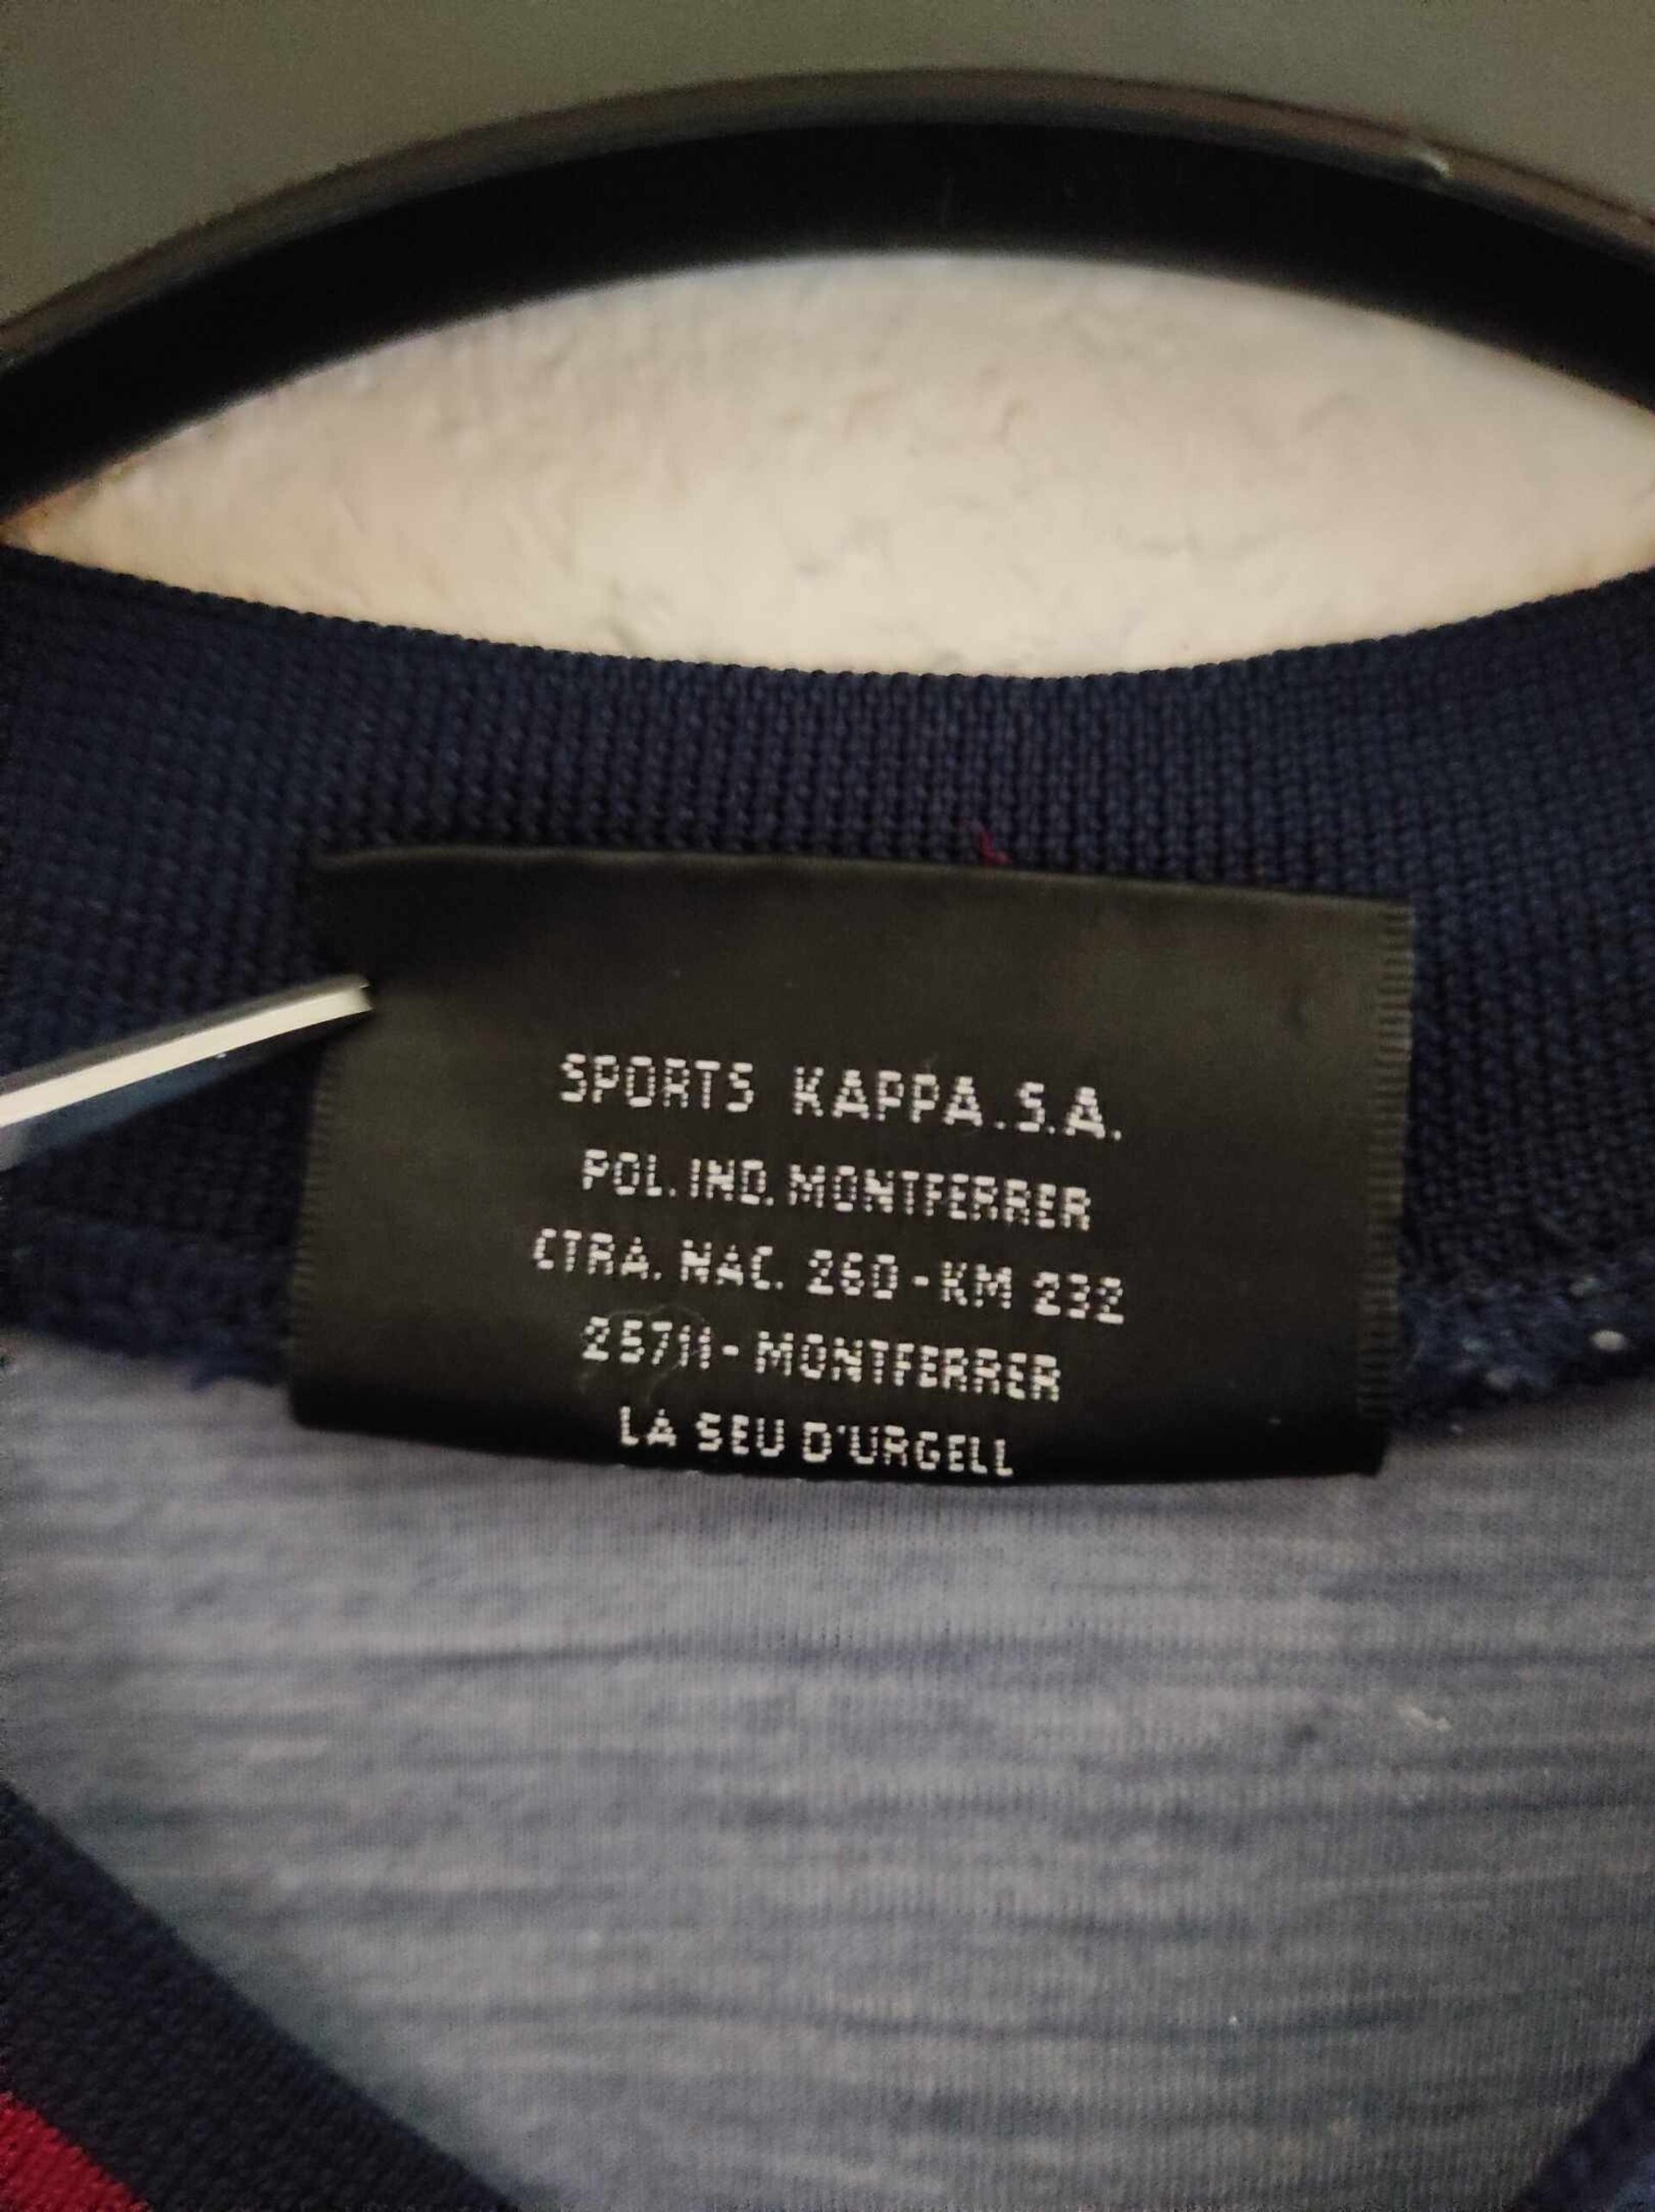 SPORTS KAPPA.S.A.
POL.IND.MONTFERRER
CTRA. NAC. 260-KM 232
25711-MONTFERRER
LA SEU D'URGELL